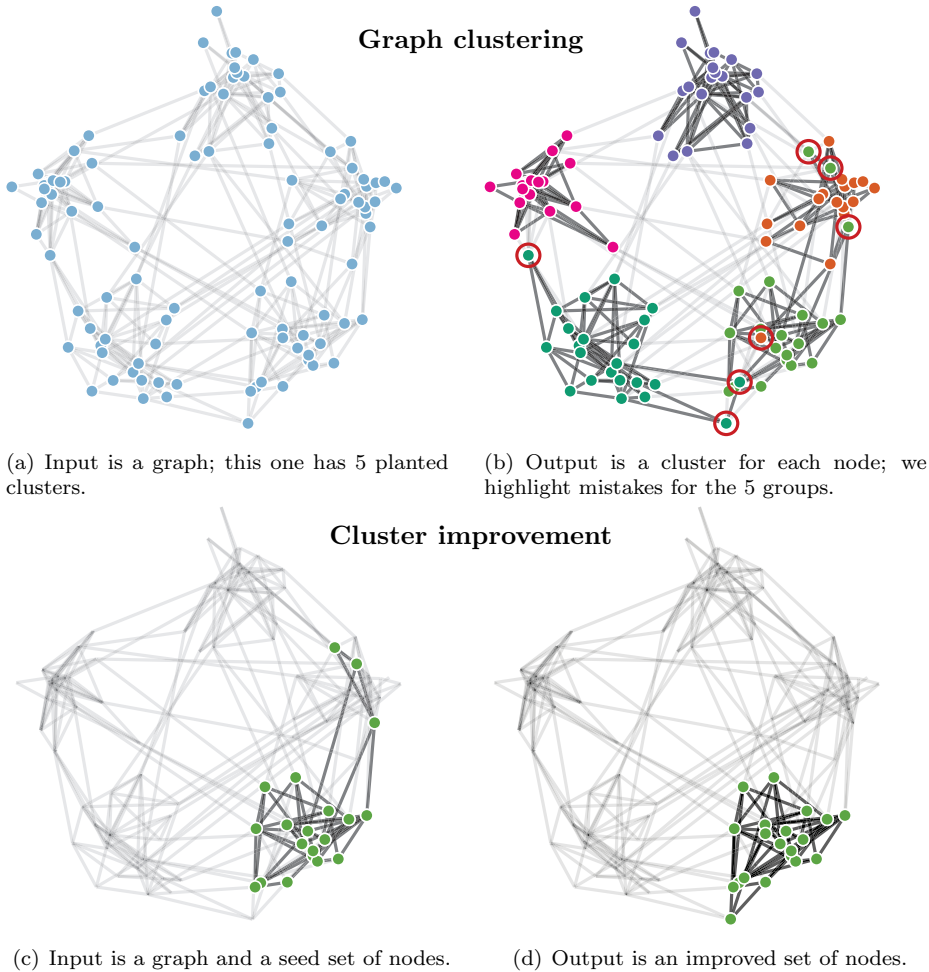 Graph clustering
(a) Input is a graph; this one has 5 planted
clusters.
(b) Output is a cluster for each node; we
highlight mistakes for the 5 groups.
Cluster improvement
(c) Input is a graph and a seed set of nodes.
(d) Output is an improved set of nodes.